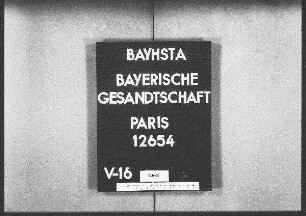 BAYHSTA
BAYERISCHE
GESANDTSCHAFT
PARIS
12654
V-16